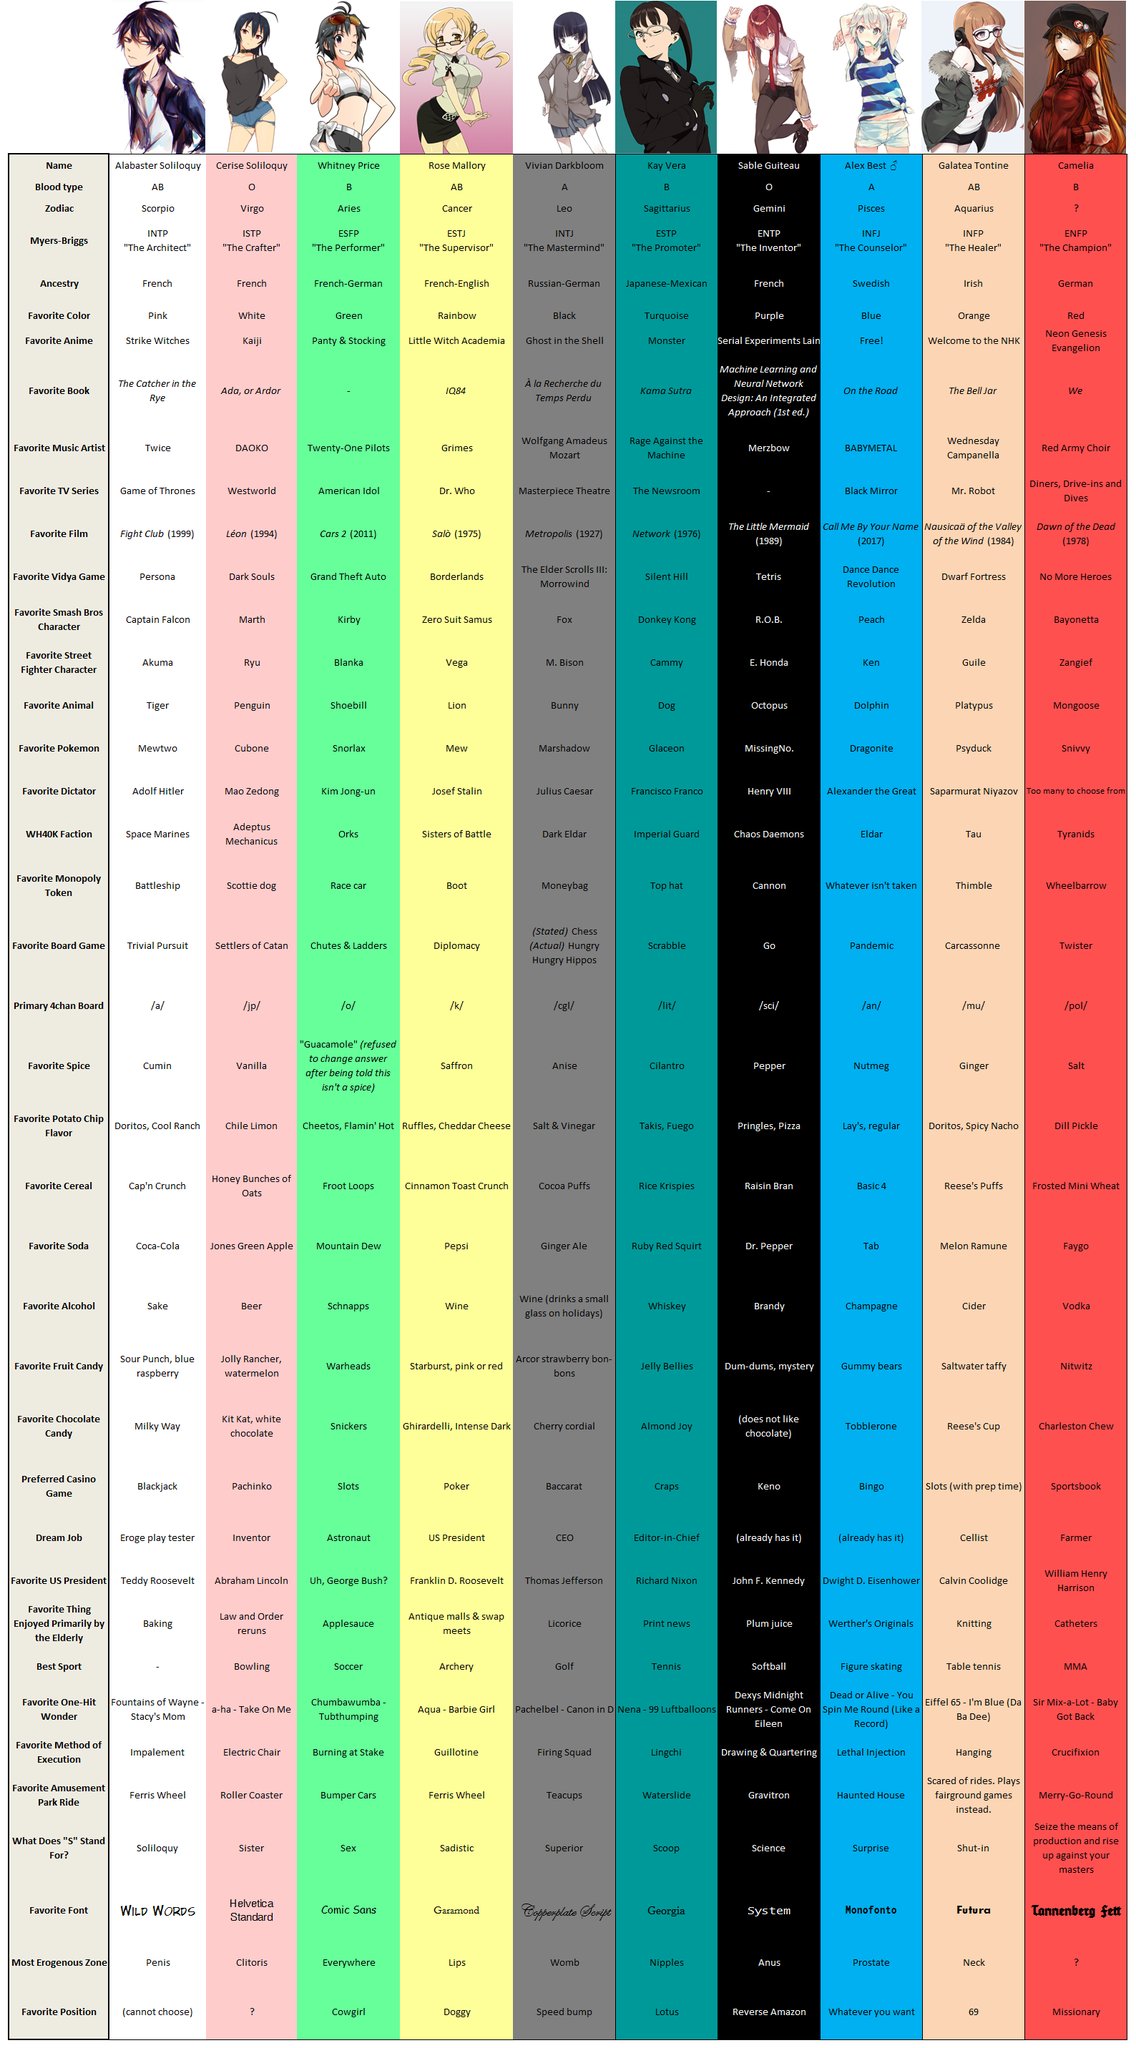 Name Alabaster Soliloquy Cerise Soliloquy Whitney Price Rose Mallory Vivian Darkbloom Kay Vera Sable Guiteau Alex Best ♂ Galatea Tontine Camelia
Blood type AB O B AB A B O A AB B
Zodiac Scorpio Virgo Aries Cancer Leo Sagittarius Gemini Pisces Aquarius ?
Myers-Briggs INTP "The Architect" ISTP "The Crafter" ESFP "The Performer" ESTJ "The Supervisor" INTJ "The Mastermind" ESTP "The Promoter" ENTP "The Inventor" INFJ "The Counselor" INFP "The Healer" ENFP "The Champion"
Ancestry French French French-German French-English Russian-German Japanese-Mexican French Swedish Irish German
Favorite Color Pink White Green Rainbow Black Turquoise Purple Blue Orange Red
Favorite Anime Strike Witches Kaiji Panty & Stocking Little Witch Academia Ghost in the Shell Monster Serial Experiments Lain Free! Welcome to the NHK Neon Genesis Evangelion
Favorite Book The Catcher in the Rye Ada, or Ardor - IQ84 À la Recherche du Temps Perdu Kama Sutra Machine Learning and Neural Network Design: An Integrated Approach (1st ed.) On the Road The Bell Jar We
Favorite Music Artist Twice DAOKO Twenty-One Pilots Grimes Wolfgang Amadeus Mozart Rage Against the Machine Merzbow BABYMETAL Wednesday Campanella Red Army Choir
Favorite TV Series Game of Thrones Westworld American Idol Dr. Who Masterpiece Theatre The Newsroom - Black Mirror Mr. Robot Diners, Drive-ins and Dives
Favorite Film Fight Club (1999) Léon (1994) Cars 2 (2011) Salò (1975) Metropolis (1927) Network (1976) The Little Mermaid (1989) Call Me By Your Name (2017) Nausicaä of the Valley of the Wind (1984) Dawn of the Dead (1978)
Favorite Vidya Game Persona Dark Souls Grand Theft Auto Borderlands The Elder Scrolls III: Morrowind Silent Hill Tetris Dance Dance Revolution Dwarf Fortress No More Heroes
Favorite Smash Bros Character Captain Falcon Marth Kirby Zero Suit Samus Fox Donkey Kong R.O.B. Peach Zelda Bayonetta
Favorite Street Fighter Character Akuma Ryu Blanka Vega M. Bison Cammy E. Honda Ken Guile Zangief
Favorite Animal Tiger Penguin Shoebill Lion Bunny Dog Octopus Dolphin Platypus Mongoose
Favorite Pokemon Mewtwo Cubone Snorlax Mew Marshadow Glaceon MissingNo. Dragonite Psyduck Snivvy
Favorite Dictator Adolf Hitler Mao Zedong Kim Jong-un Josef Stalin Julius Caesar Francisco Franco Henry VIII Alexander the Great Saparmurat Niyazov Too many to choose from
WH40K Faction Space Marines Adeptus Mechanicus Orks Sisters of Battle Dark Eldar Imperial Guard Chaos Daemons Eldar Tau Tyranids
Favorite Monopoly Token Battleship Scottie dog Race car Boot Moneybag Top hat Cannon Whatever isn't taken Thimble Wheelbarrow
Favorite Board Game Trivial Pursuit Settlers of Catan Chutes & Ladders Diplomacy (Stated) Chess (Actual) Hungry Hungry Hippos Scrabble Go Pandemic Carcassonne Twister
Primary 4chan Board /a/ /jp/ /o/ /k/ /cgl/ /lit/ /sci/ /an/ /mu/ /pol/
Favorite Spice Cumin Vanilla "Guacamole" (refused to change answer after being told this isn't a spice) Saffron Anise Cilantro Pepper Nutmeg Ginger Salt
Favorite Potato Chip Flavor Doritos, Cool Ranch Chile Limon Cheetos, Flamin' Hot Ruffles, Cheddar Cheese Salt & Vinegar Takis, Fuego Pringles, Pizza Lay's, regular Doritos, Spicy Nacho Dill Pickle
Favorite Cereal Cap'n Crunch Honey Bunches of Oats Froot Loops Cinnamon Toast Crunch Cocoa Puffs Rice Krispies Raisin Bran Basic 4 Reese's Puffs Frosted Mini Wheat
Favorite Soda Coca-Cola Jones Green Apple Mountain Dew Pepsi Ginger Ale Ruby Red Squirt Dr. Pepper Tab Melon Ramune Faygo
Favorite Alcohol Sake Beer Schnapps Wine Wine (drinks a small glass on holidays) Whiskey Brandy Champagne Cider Vodka
Favorite Fruit Candy Sour Punch, blue raspberry Jolly Rancher, watermelon Warheads Starburst, pink or red Arcor strawberry bon-bons Jelly Bellies Dum-dums, mystery Gummy bears Saltwater taffy Nitwitz
Favorite Chocolate Candy Milky Way Kit Kat, white chocolate Snickers Ghirardelli, Intense Dark Cherry cordial Almond Joy (does not like chocolate) Tobblerone Reese's Cup Charleston Chew
Preferred Casino Game Blackjack Pachinko Slots Poker Baccarat Craps Keno Bingo Slots (with prep time) Sportsbook
Dream Job Eroge play tester Inventor Astronaut US President CEO Editor-in-Chief (already has it) (already has it) Cellist Farmer
Favorite US President Teddy Roosevelt Abraham Lincoln Uh, George Bush? Franklin D. Roosevelt Thomas Jefferson Richard Nixon John F. Kennedy Dwight D. Eisenhower Calvin Coolidge William Henry Harrison
Favorite Thing Enjoyed Primarily by the Elderly Baking Law and Order reruns Applesauce Antique malls & swap meets Licorice Print news Plum juice Werther's Originals Knitting Catheters
Best Sport - Bowling Soccer Archery Golf Tennis Softball Figure skating Table tennis MMA
Favorite One-Hit Wonder Fountains of Wayne - Stacy's Mom a-ha - Take On Me Chumbawumba - Tubthumping Aqua - Barbie Girl Pachelbel - Canon in D Nena - 99 Luftballoons Dexys Midnight Runners - Come On Eileen Dead or Alive - You Spin Me Round (Like a Record) Eiffel 65 - I'm Blue (Da Ba Dee) Sir Mix-a-Lot - Baby Got Back
Favorite Method of Execution Impalement Electric Chair Burning at Stake Guillotine Firing Squad Lingchi Drawing & Quartering Lethal Injection Hanging Crucifixion
Favorite Amusement Park Ride Ferris Wheel Roller Coaster Bumper Cars Ferris Wheel Teacups Waterslide Gravitron Haunted House Scared of rides. Plays fairground games instead. Merry-Go-Round
What Does "S" Stand For? Soliloquy Sister Sex Sadistic Superior Scoop Science Surprise Shut-in Seize the means of production and rise up against your masters
Favorite Font Wild Words Helvetica Standard Comic Sans Garamond Copperplate Script Georgia System Monofonto Futura Tannenberg Fett
Most Erogenous Zone Penis Clitoris Everywhere Lips Womb Nipples Anus Prostate Neck ?
Favorite Position (cannot choose) ? Cowgirl Doggy Speed bump Lotus Reverse Amazon Whatever you want 69 Missionary